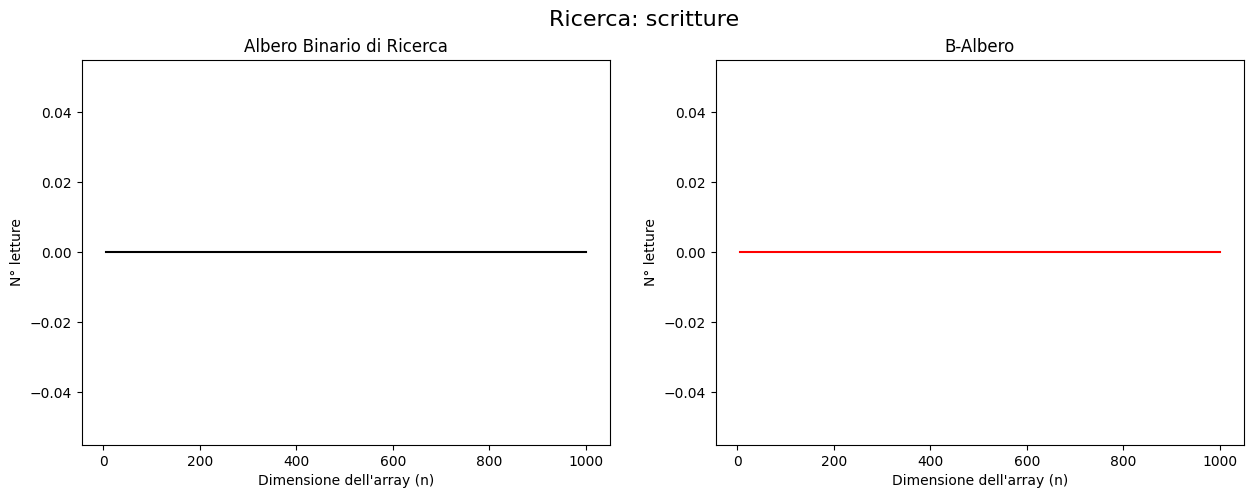 Ricerca: scritture
Albero Binario di Ricerca
N° letture
0.04
0.02
0.00
−0.02
−0.04
0 200 400 600 800 1000
Dimensione dell'array (n)
B-Albero
N° letture
0.04
0.02
0.00
−0.02
−0.04
0 200 400 600 800 1000
Dimensione dell'array (n)